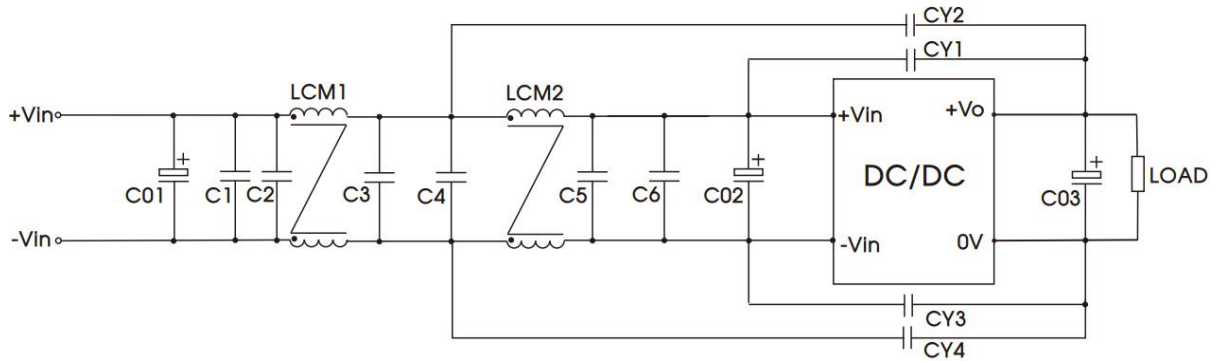 CY2
CY1
LCM1
LCM2
+Vin
+Vin
+Vo
+
+
+
DC/DC
C01
C1
C2
C3
C4
C5
C6
C02
C03
LOAD
-Vin
-Vin
0V
CY3
CY4